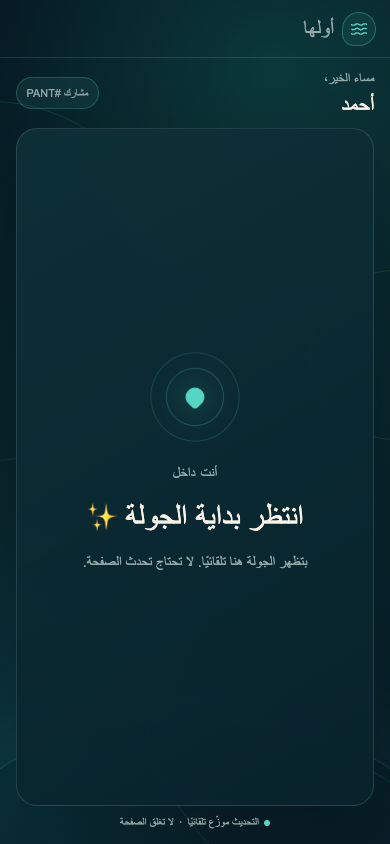 أولها
مساء الخير،
أحمد
مشارك #PANT
أنت داخل
انتظر بداية الجولة ✨
بتظهر الجولة هنا تلقائيًا. لا تحتاج تحدث الصفحة.
التحديث موزّع تلقائيًا · لا تغلق الصفحة